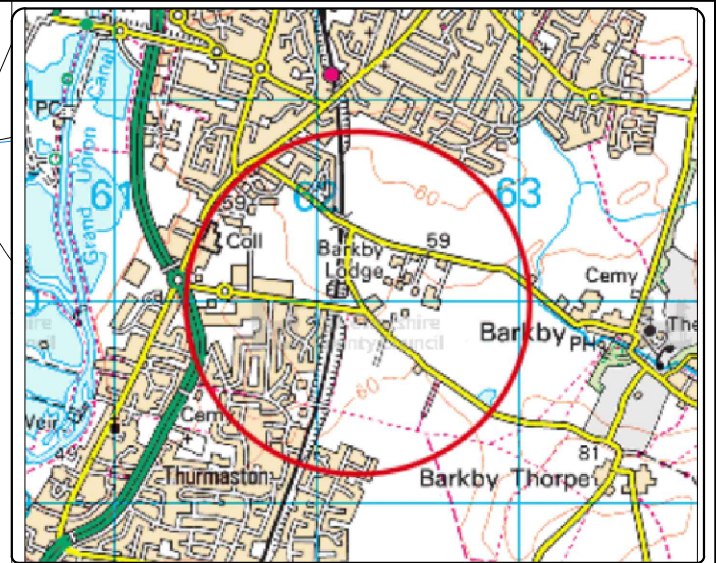 PC
Grand Union Canal
61
62
63
60
59
59
Coll
Barkby
Lodge
63
Cemy
Barkby
PH
The
60
Cemy
Weir
49
81
Thurmaston
Barkby Thorpe